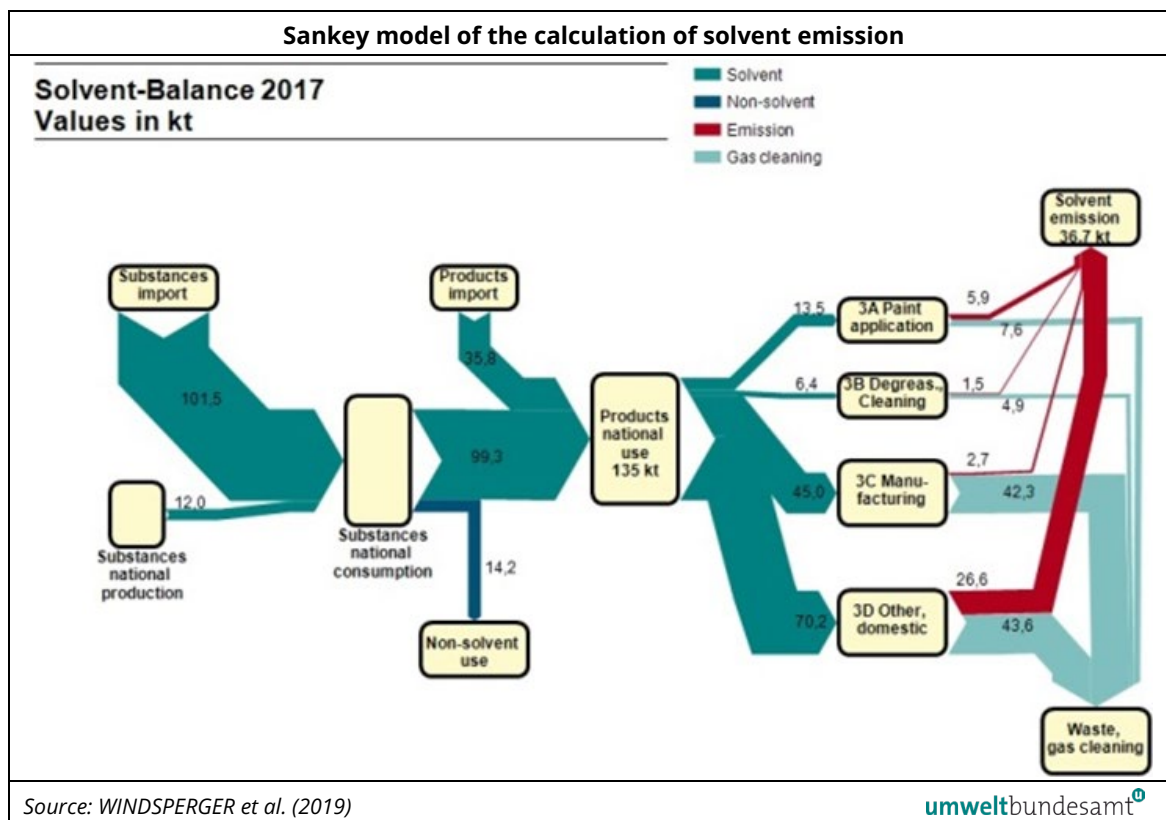 Sankey model of the calculation of solvent emission
Solvent-Balance 2017
Values in kt
Solvent
Non-solvent
Emission
Gas cleaning
Solvent
emission
36.7 kt
Substances
import
Products
import
101,5
35,8
12,0
Substances
national
production
Substances
national
consumption
99,3
14,2
Non-solvent
use
Products
national
use
135 kt
13,5
3A Paint
application
5,9
7,6
6,4
3B Degreas.,
Cleaning
1,5
4,9
45,0
3C Manu-
facturing
2,7
42,3
70,2
3D Other,
domestic
26,6
43,6
Waste,
gas cleaning
Source: WINDSPERGER et al. (2019)
umweltbundesamt u